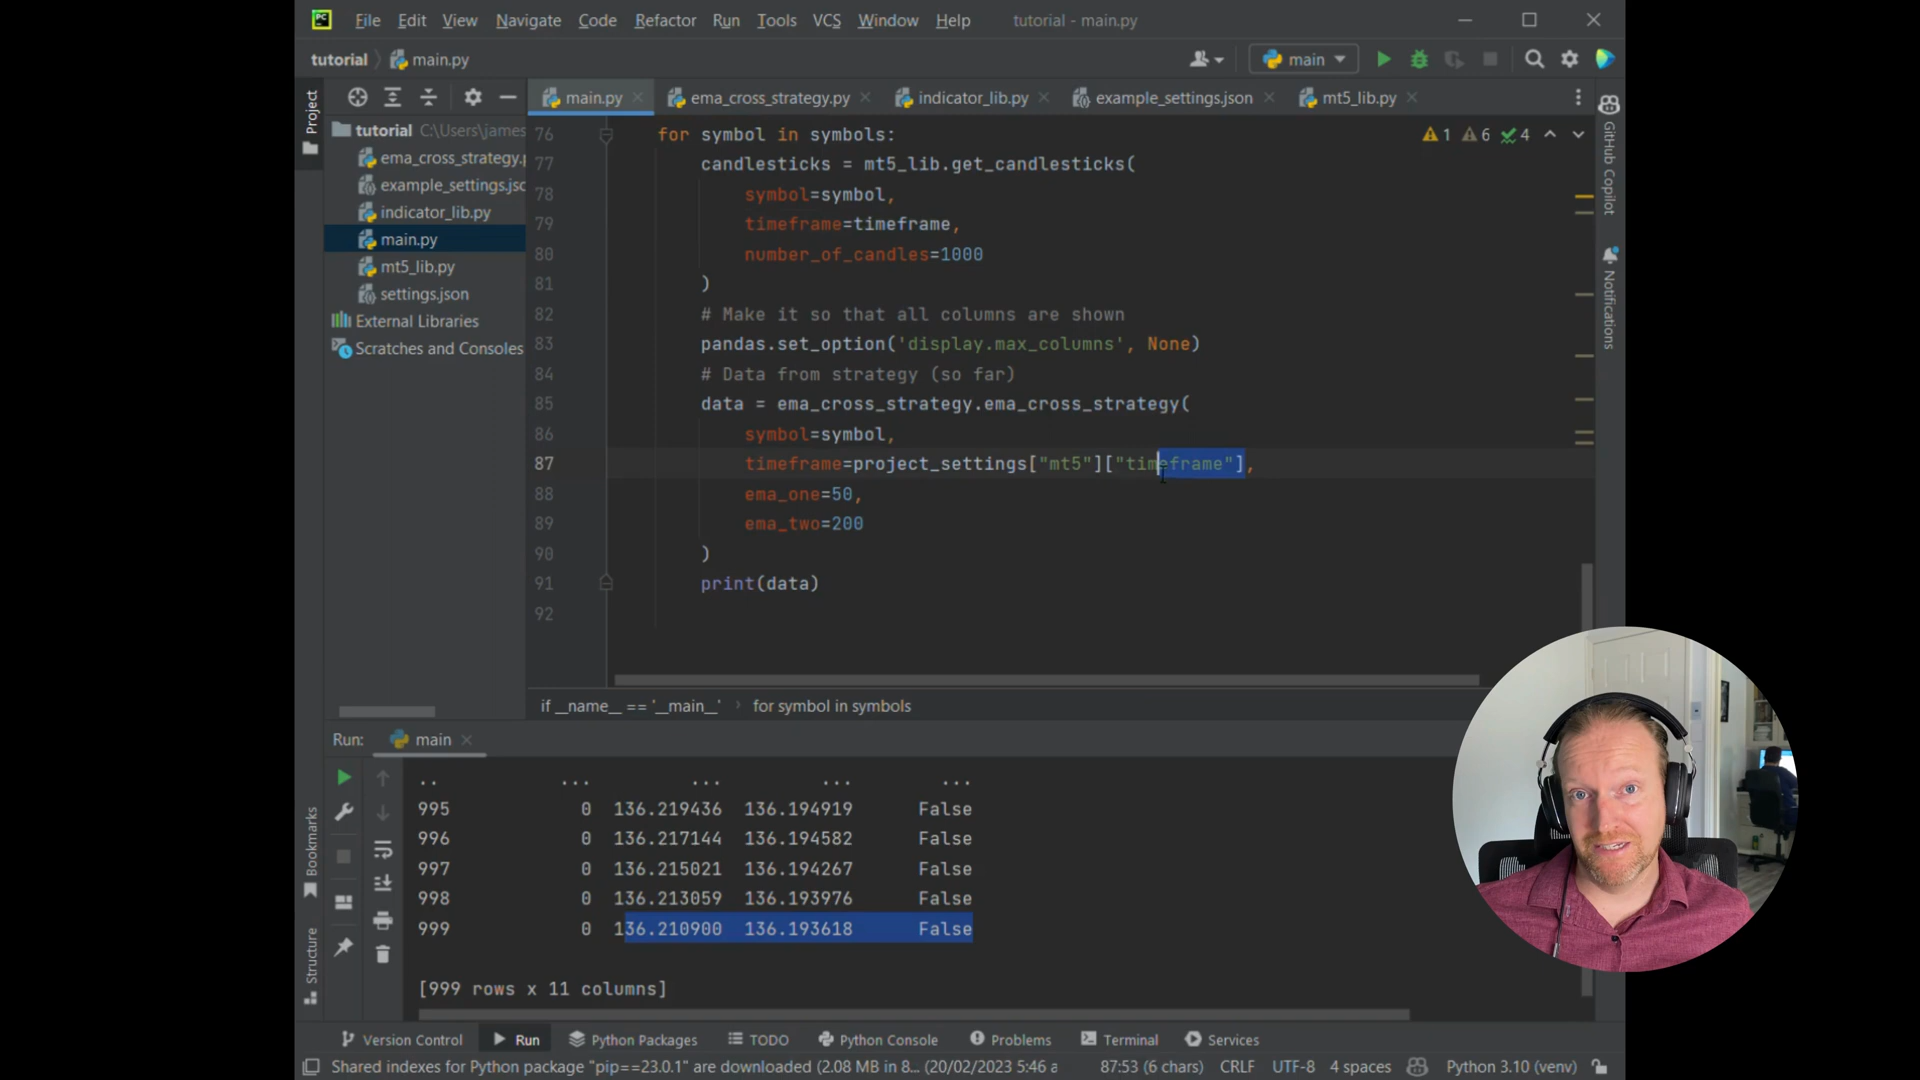 PC File Edit View Navigate Code Refactor Run Tools VCS Window Help tutorial - main.py
tutorial main.py main
Project main.py ema_cross_strategy.py indicator_lib.py example_settings.json mt5_lib.py
tutorial C:\Users\james
ema_cross_strategy.p
example_settings.jsc
indicator_lib.py
main.py
mt5_lib.py
settings.json
External Libraries
Scratches and Consoles
76 for symbol in symbols:
77 candlesticks = mt5_lib.get_candlesticks(
78 symbol=symbol,
79 timeframe=timeframe,
80 number_of_candles=1000
81 )
82 # Make it so that all columns are shown
83 pandas.set_option('display.max_columns', None)
84 # Data from strategy (so far)
85 data = ema_cross_strategy.ema_cross_strategy(
86 symbol=symbol,
87 timeframe=project_settings["mt5"]["timeframe"],
88 ema_one=50,
89 ema_two=200
90 )
91 print(data)
92
1 6 4
GitHub Copilot
Notifications
if __name__ == '__main__' › for symbol in symbols
Run: main
.. ... ... ... ...
995 0 136.219436 136.194919 False
996 0 136.217144 136.194582 False
997 0 136.215021 136.194267 False
998 0 136.213059 136.193976 False
999 0 136.210900 136.193618 False
[999 rows x 11 columns]
Bookmarks
Structure
Version Control Run Python Packages TODO Python Console Problems Terminal Services
Shared indexes for Python package "pip==23.0.1" are downloaded (2.08 MB in 8... (20/02/2023 5:46 a 87:53 (6 chars) CRLF UTF-8 4 spaces Python 3.10 (venv)